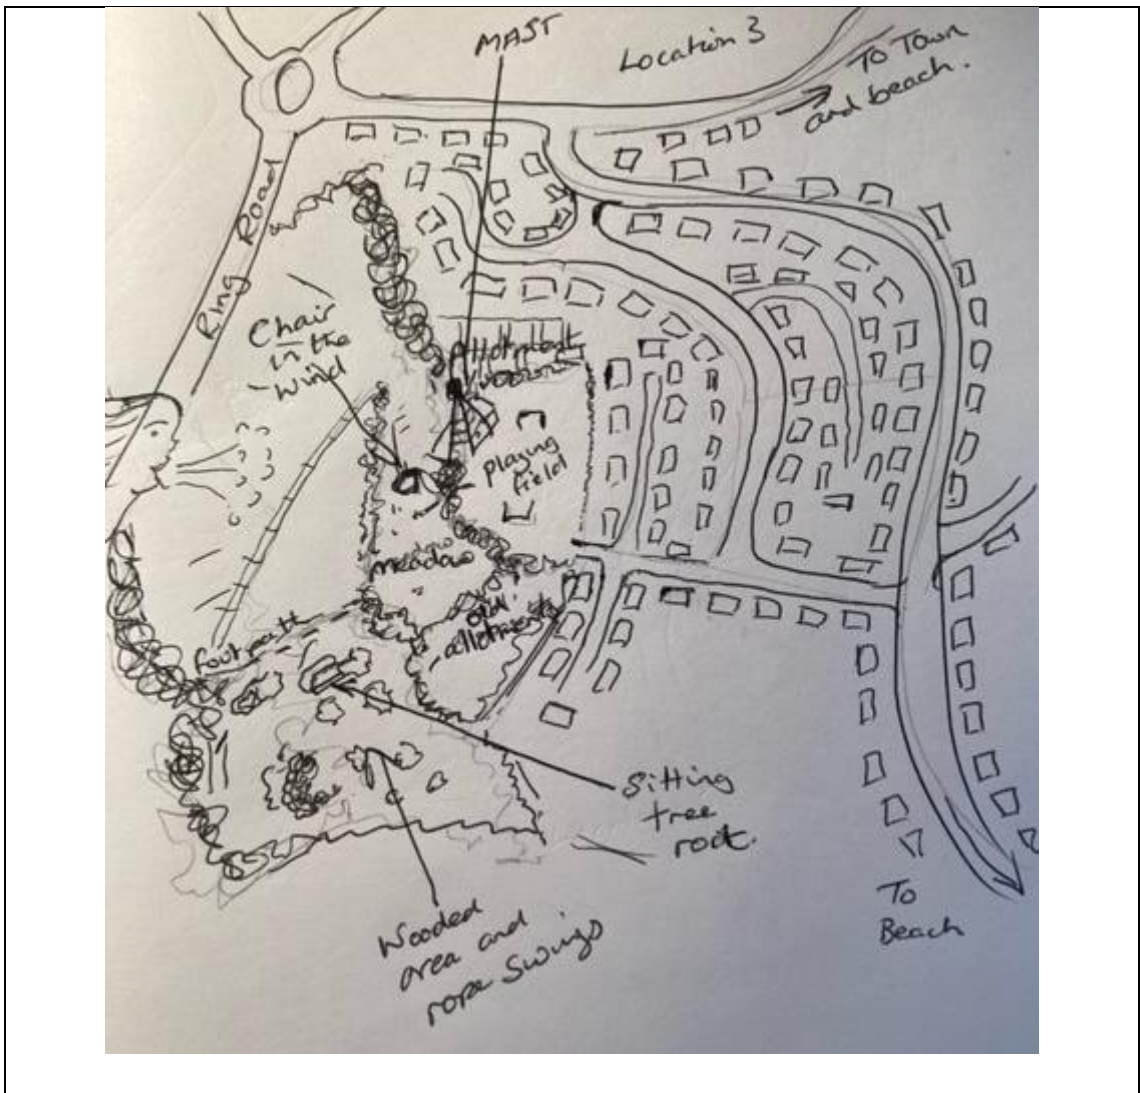 MAST
Location 3
To Town
and beach.
Ring Road
Chair
in the
wind
Allotment
playing
field
meadow
old
allotments
footpath
Sitting
tree
root.
Wooded
area and
rope swings
To
Beach